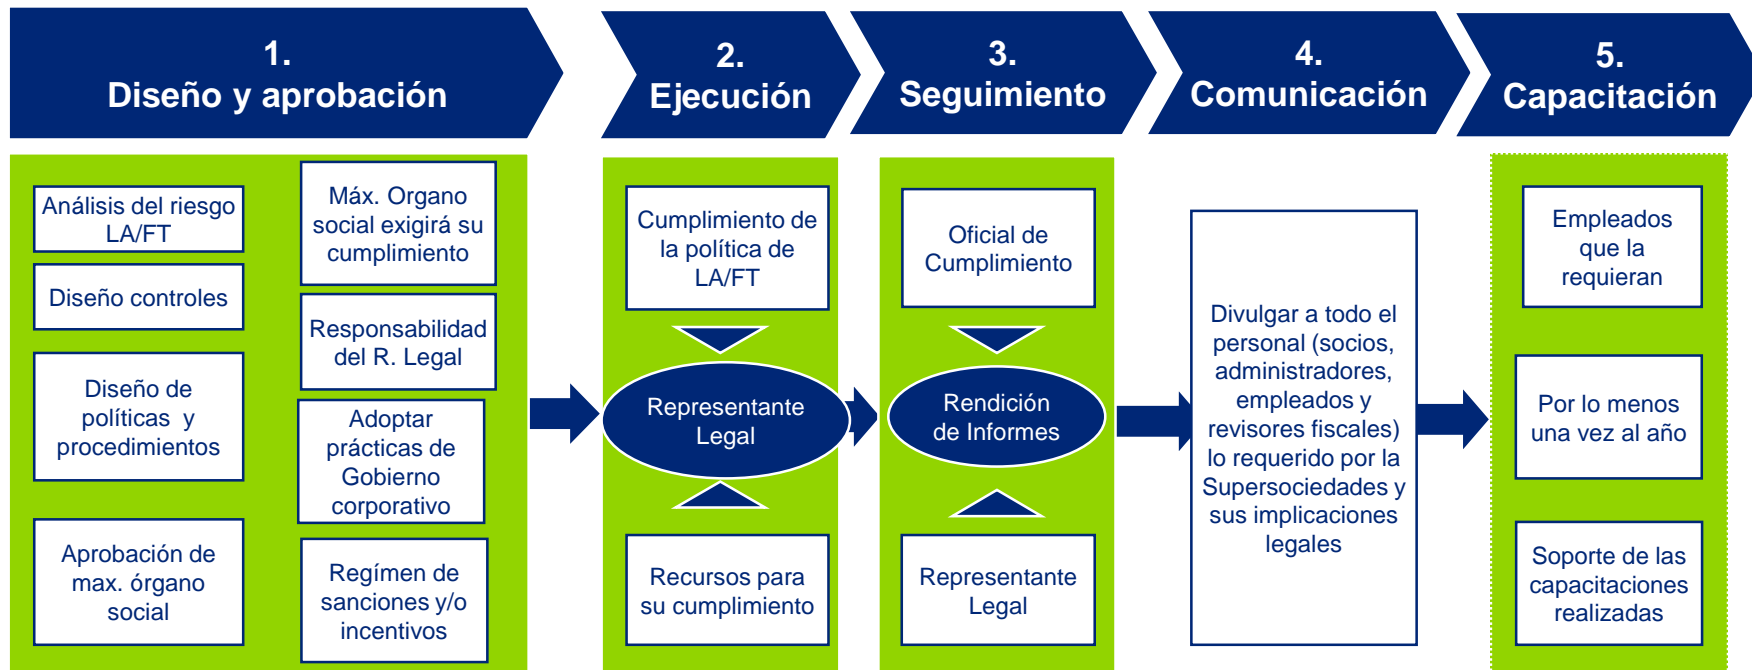 1.
Diseño y aprobación
2.
Ejecución
3.
Seguimiento
4.
Comunicación
5.
Capacitación
Análisis del riesgo
LA/FT
Diseño controles
Diseño de
políticas y
procedimientos
Aprobación de
max. órgano
social
Máx. Organo
social exigirá su
cumplimiento
Responsabilidad
del R. Legal
Adoptar
prácticas de
Gobierno
corporativo
Regímen de
sanciones y/o
incentivos
Cumplimiento de
la política de
LA/FT
Representante
Legal
Recursos para
su cumplimiento
Oficial de
Cumplimiento
Rendición
de Informes
Representante
Legal
Divulgar a todo el
personal (socios,
administradores,
empleados y
revisores fiscales)
lo requerido por la
Supersociedades y
sus implicaciones
legales
Empleados
que la
requieran
Por lo menos
una vez al año
Soporte de las
capacitaciones
realizadas